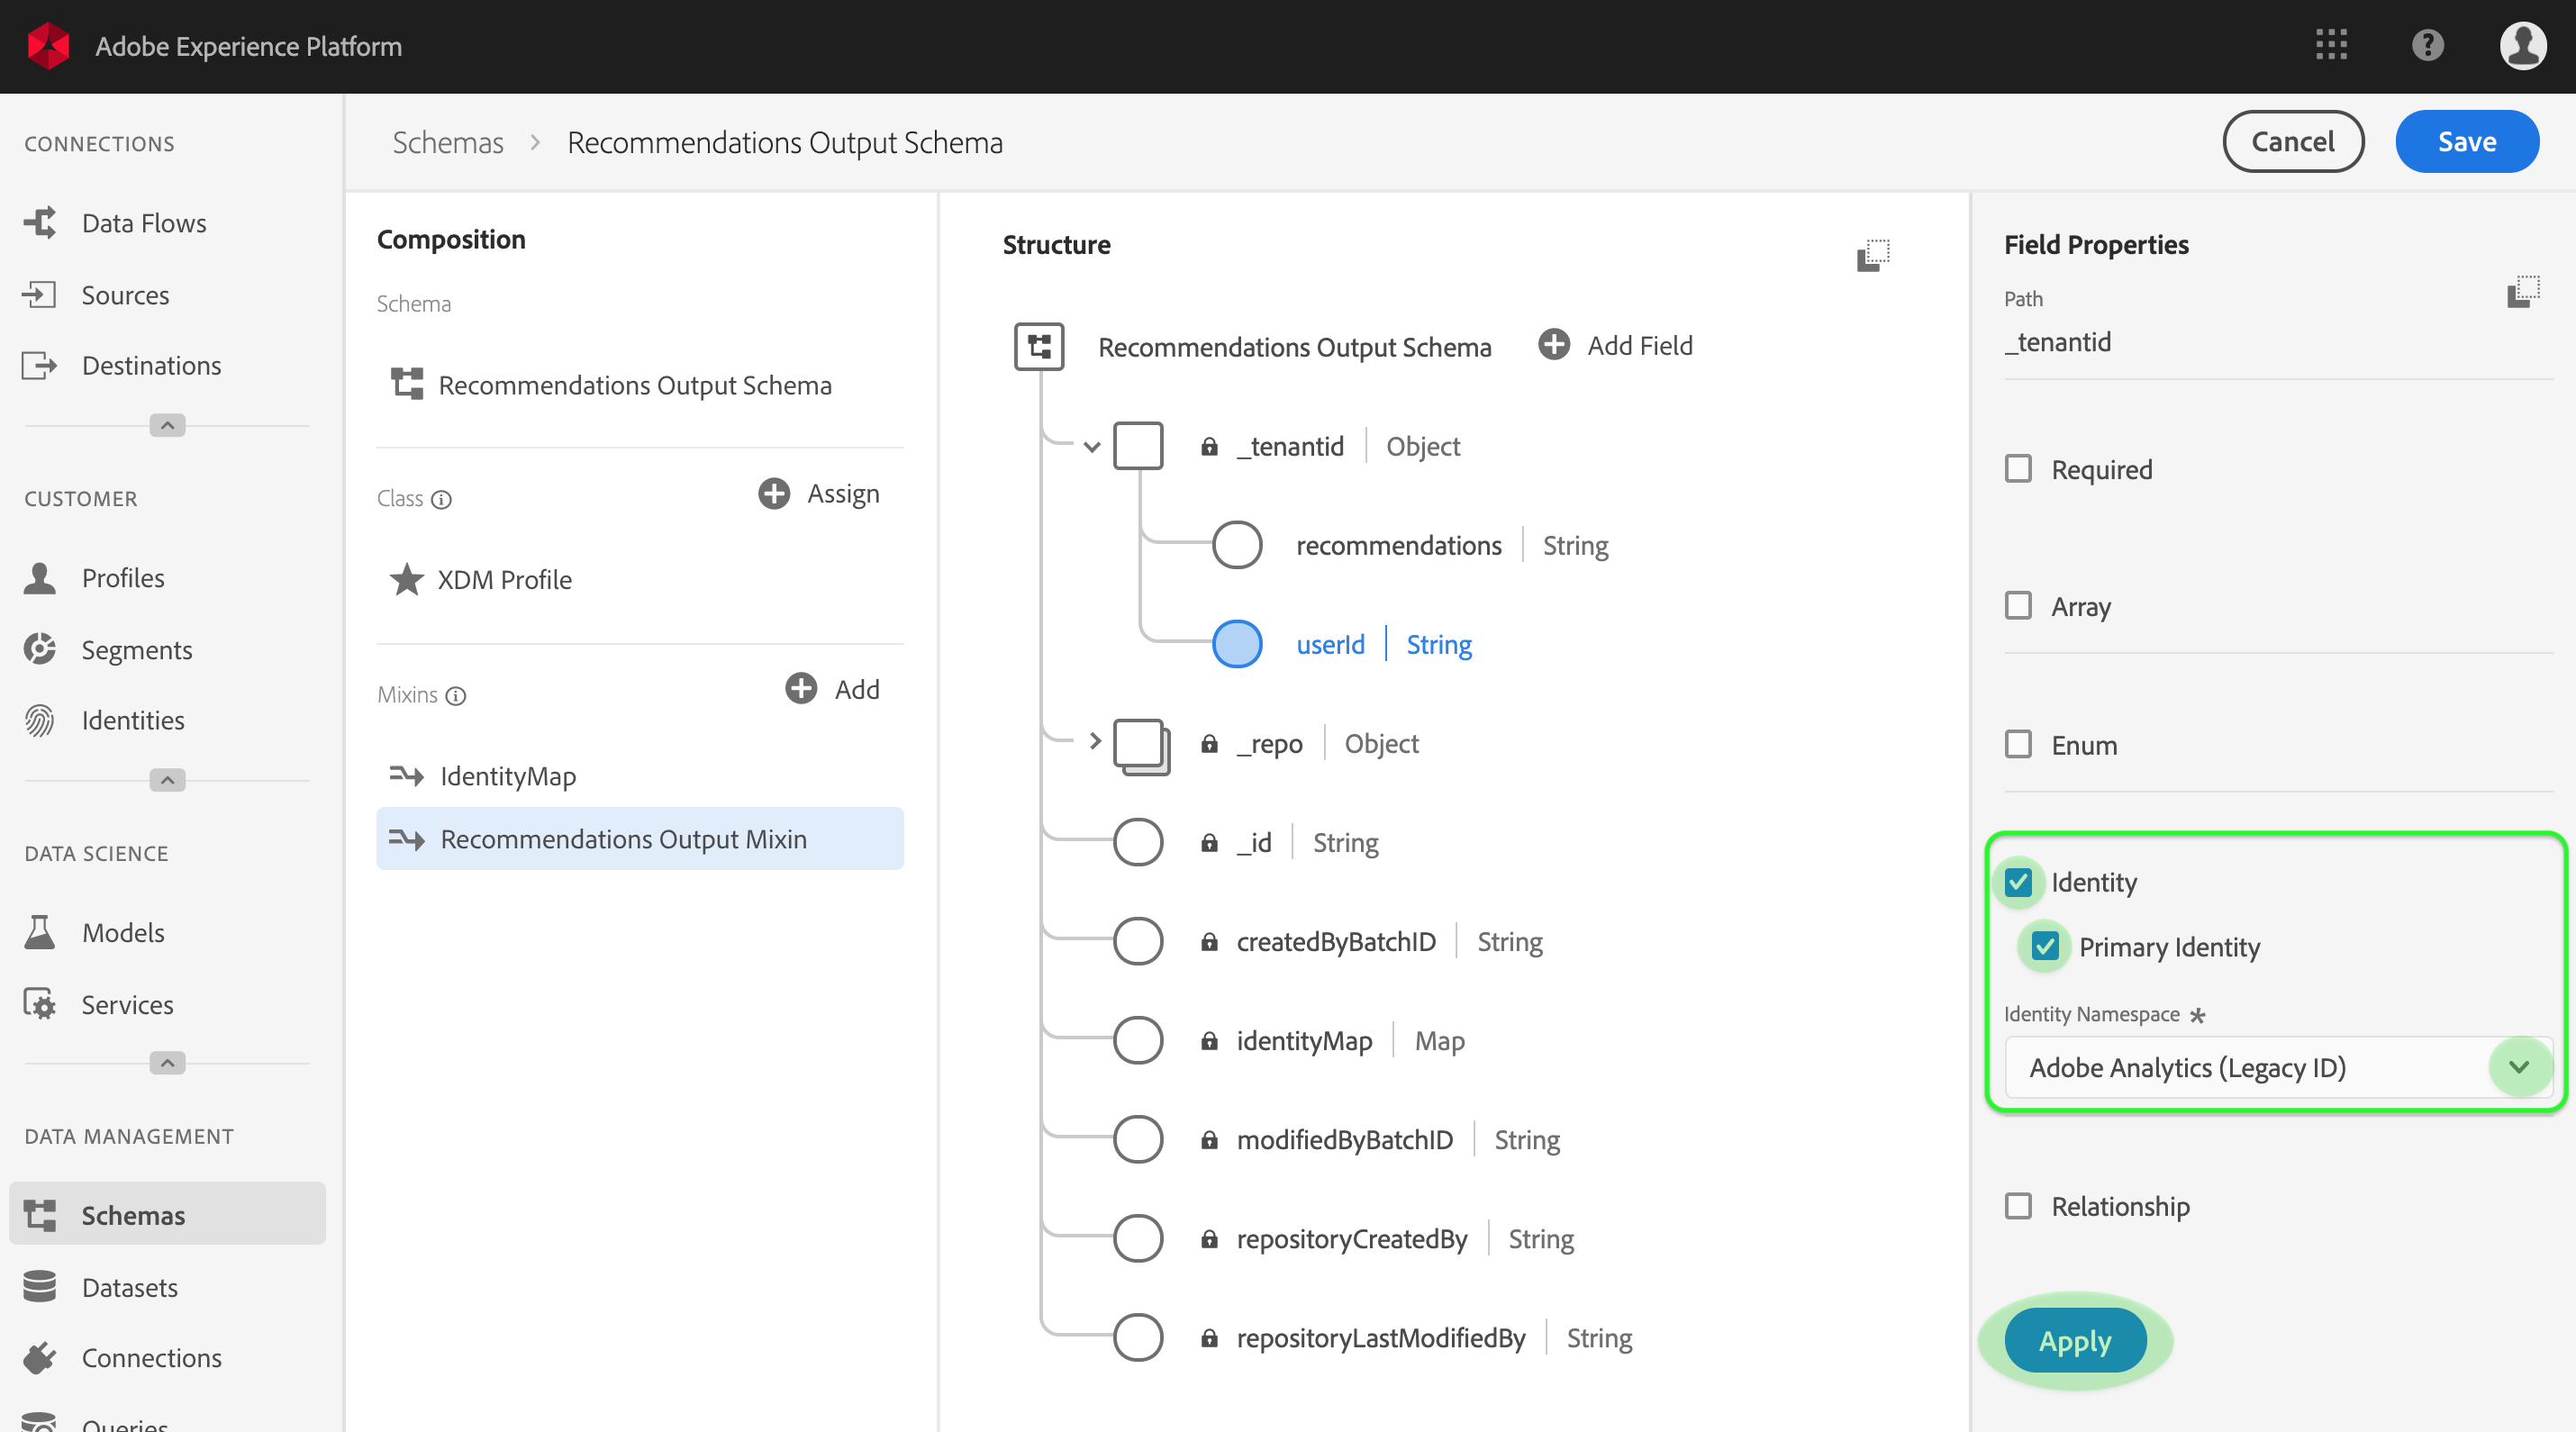 Adobe Experience Platform
CONNECTIONS
Data Flows
Sources
Destinations
CUSTOMER
Profiles
Segments
Identities
DATA SCIENCE
Models
Services
DATA MANAGEMENT
Schemas
Datasets
Connections
Queries
Schemas > Recommendations Output Schema
Cancel
Save
Composition
Schema
Recommendations Output Schema
Class
Assign
XDM Profile
Mixins
Add
IdentityMap
Recommendations Output Mixin
Structure
Recommendations Output Schema
Add Field
_tenantid | Object
recommendations | String
userId | String
_repo | Object
_id | String
createdByBatchID | String
identityMap | Map
modifiedByBatchID | String
repositoryCreatedBy | String
repositoryLastModifiedBy | String
Field Properties
Path
_tenantid
Required
Array
Enum
Identity
Primary Identity
Identity Namespace *
Adobe Analytics (Legacy ID)
Relationship
Apply